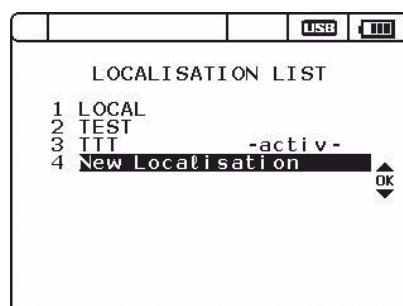 USB
LOCALISATION LIST
1 LOCAL
2 TEST
3 TTT -activ-
4 New Localisation
OK